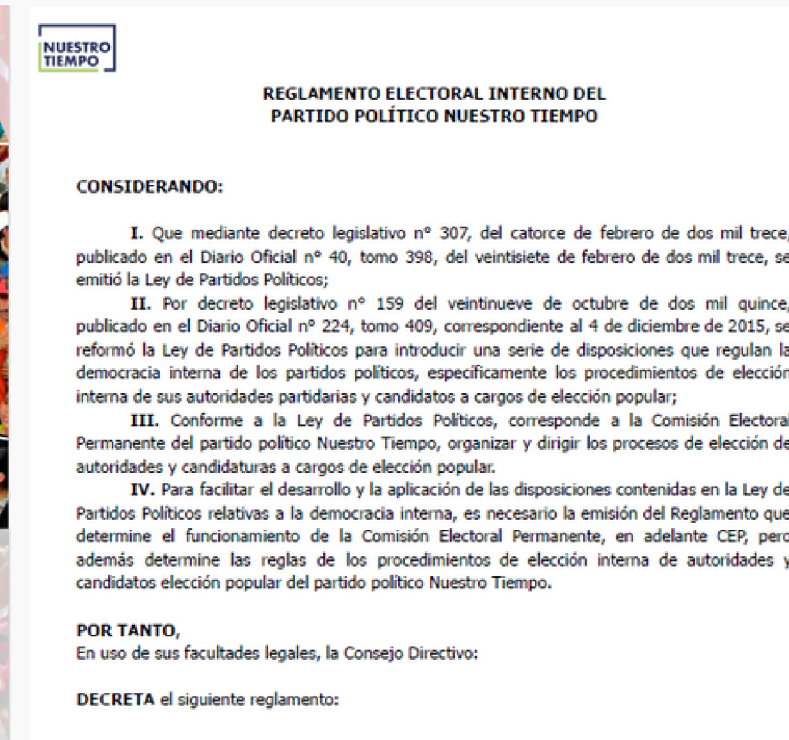 NUESTRO
TIEMPO
REGLAMENTO ELECTORAL INTERNO DEL
PARTIDO POLÍTICO NUESTRO TIEMPO
CONSIDERANDO:
I. Que mediante decreto legislativo nº 307, del catorce de febrero de dos mil trece,
publicado en el Diario Oficial nº 40, tomo 398, del veintisiete de febrero de dos mil trece, se
emitió la Ley de Partidos Políticos;
II. Por decreto legislativo nº 159 del veintinueve de octubre de dos mil quince,
publicado en el Diario Oficial nº 224, tomo 409, correspondiente al 4 de diciembre de 2015, se
reformó la Ley de Partidos Políticos para introducir una serie de disposiciones que regulan la
democracia interna de los partidos políticos, específicamente los procedimientos de elección
interna de sus autoridades partidarias y candidatos a cargos de elección popular;
III. Conforme a la Ley de Partidos Políticos, corresponde a la Comisión Electoral
Permanente del partido político Nuestro Tiempo, organizar y dirigir los procesos de elección de
autoridades y candidaturas a cargos de elección popular.
IV. Para facilitar el desarrollo y la aplicación de las disposiciones contenidas en la Ley de
Partidos Políticos relativas a la democracia interna, es necesario la emisión del Reglamento que
determine el funcionamiento de la Comisión Electoral Permanente, en adelante CEP, pero
además determine las reglas de los procedimientos de elección interna de autoridades y
candidatos elección popular del partido político Nuestro Tiempo.
POR TANTO,
En uso de sus facultades legales, la Consejo Directivo:
DECRETA el siguiente reglamento: